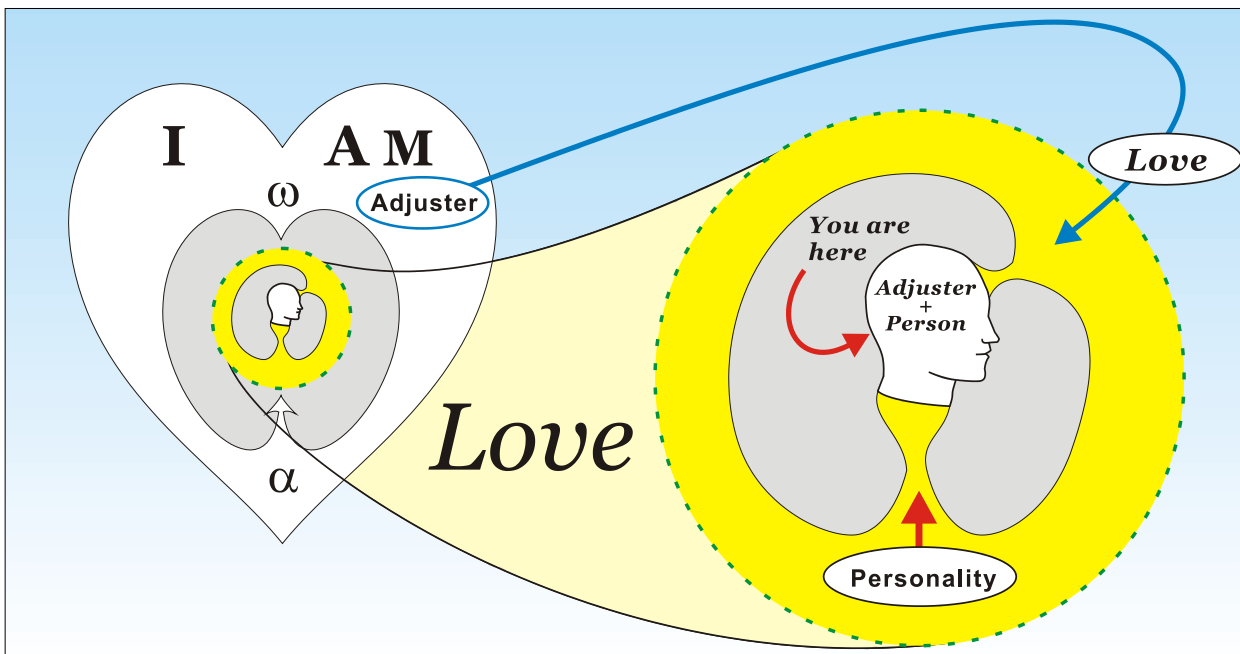 I AM
ω
Adjuster
α
Love
Love
You are
here
Adjuster
+
Person
Personality